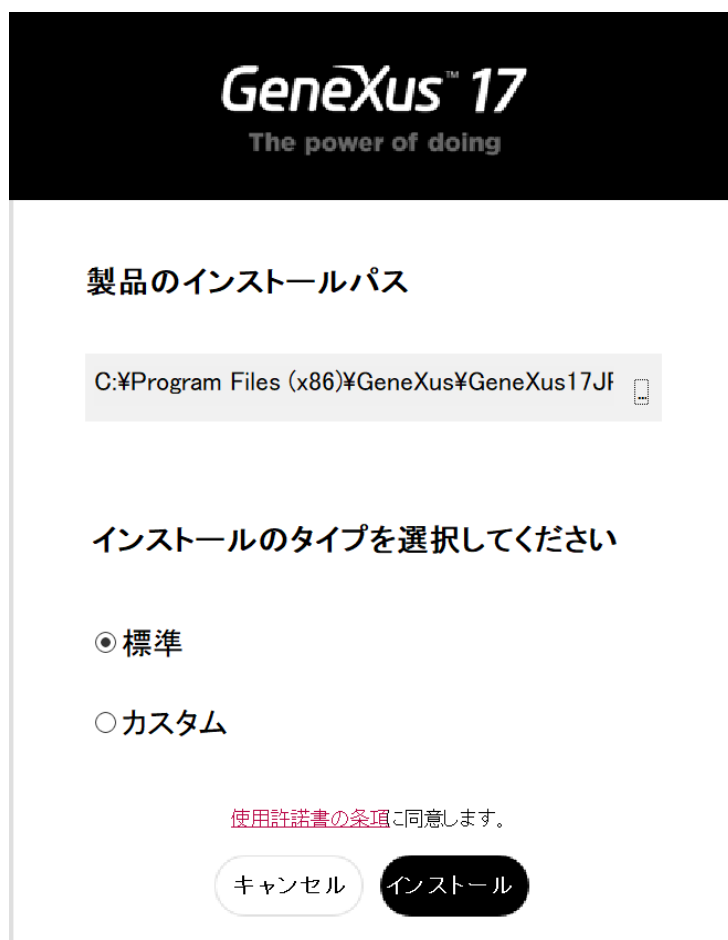 GeneXus™ 17
The power of doing
製品のインストールパス
C:¥Program Files (x86)¥GeneXus¥GeneXus17JF
...
インストールのタイプを選択してください
標準
カスタム
使用許諾書の条項に同意します。
キャンセル
インストール